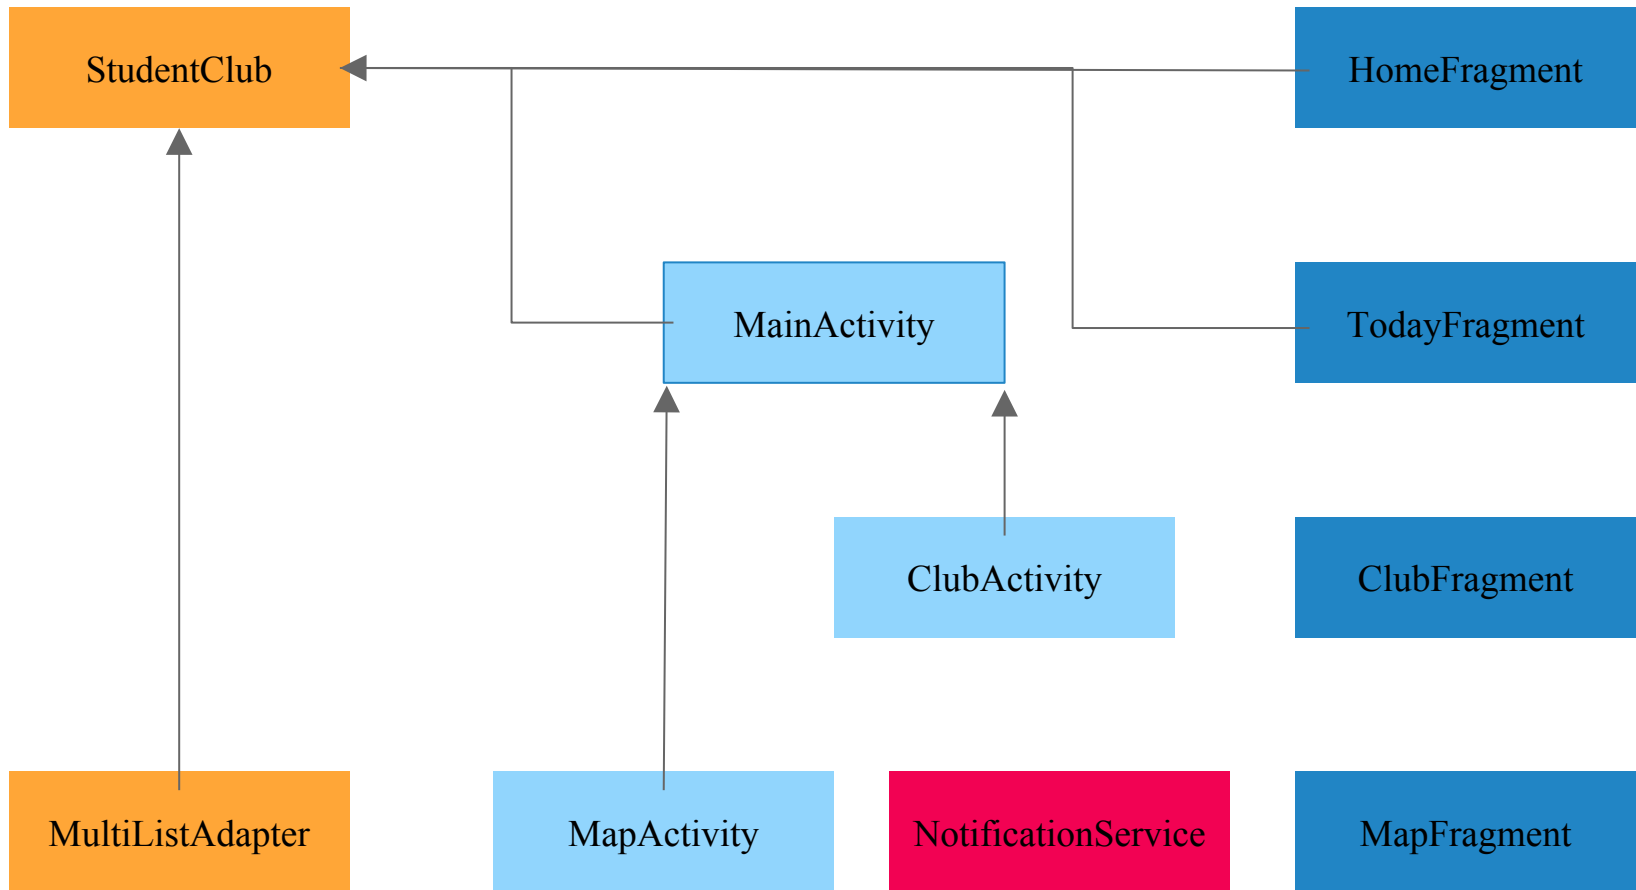 StudentClub
HomeFragment
MainActivity
TodayFragment
ClubActivity
ClubFragment
MultiListAdapter
MapActivity
NotificationService
MapFragment